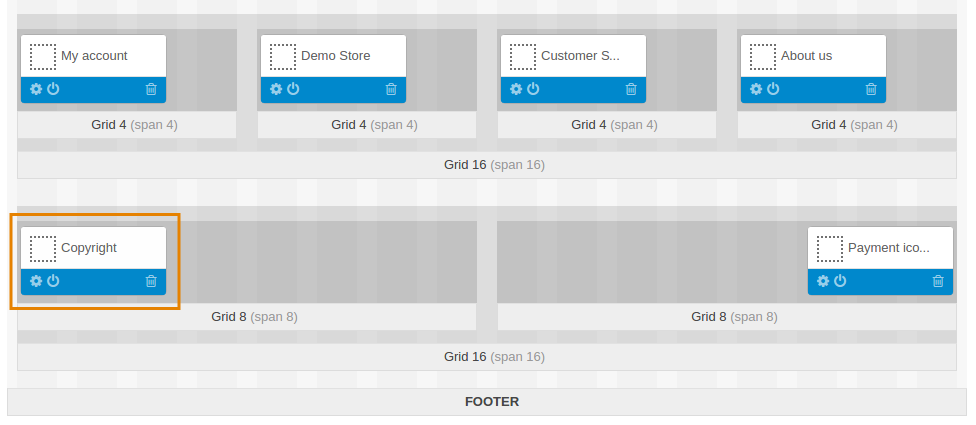 My account Demo Store Customer S... About us
Grid 4 (span 4) Grid 4 (span 4) Grid 4 (span 4) Grid 4 (span 4)
Grid 16 (span 16)
Copyright Payment ico...
Grid 8 (span 8) Grid 8 (span 8)
Grid 16 (span 16)
FOOTER